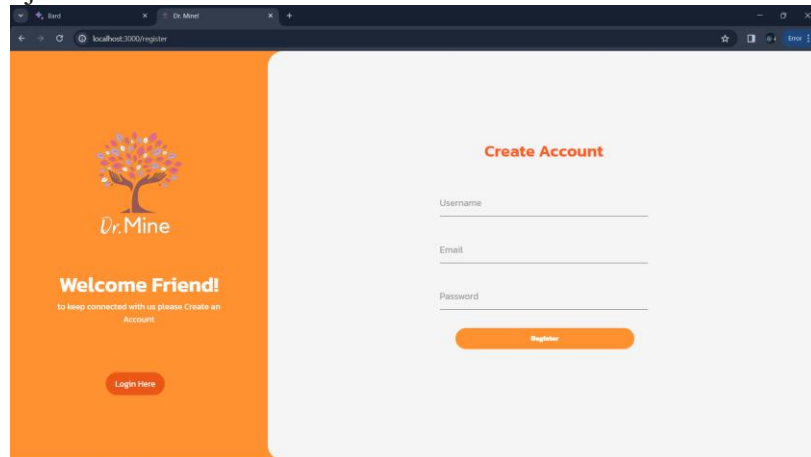 Bard
Dr. Mine!
localhost:3000/register
Error
Dr. Mine
Welcome Friend!
to keep connected with us please Create an
Account
Login Here
Create Account
Username
Email
Password
Register